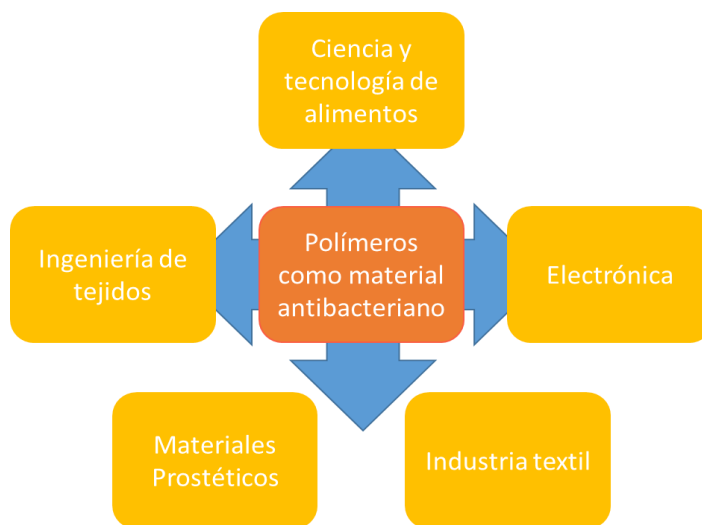 Ciencia y
tecnología de
alimentos
Ingeniería de
tejidos
Polímeros
como material
antibacteriano
Electrónica
Materiales
Prostéticos
Industria textil